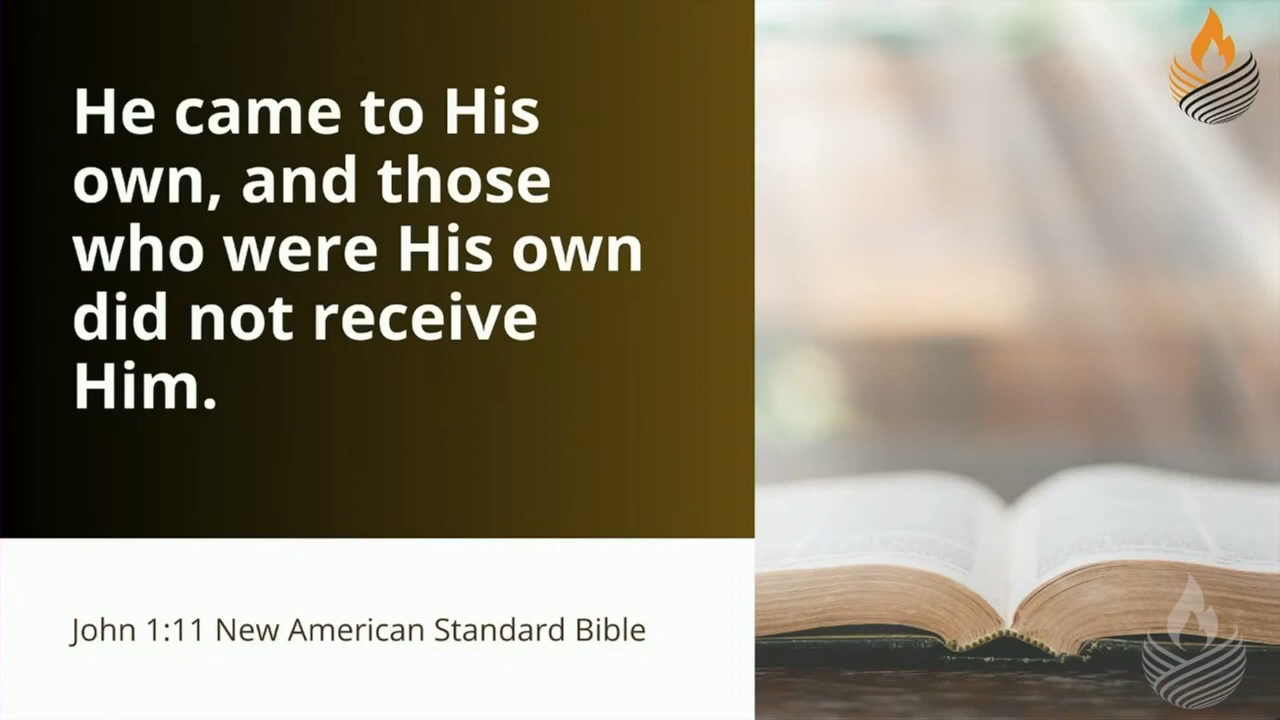 He came to His
own, and those
who were His own
did not receive
Him.
John 1:11 New American Standard Bible